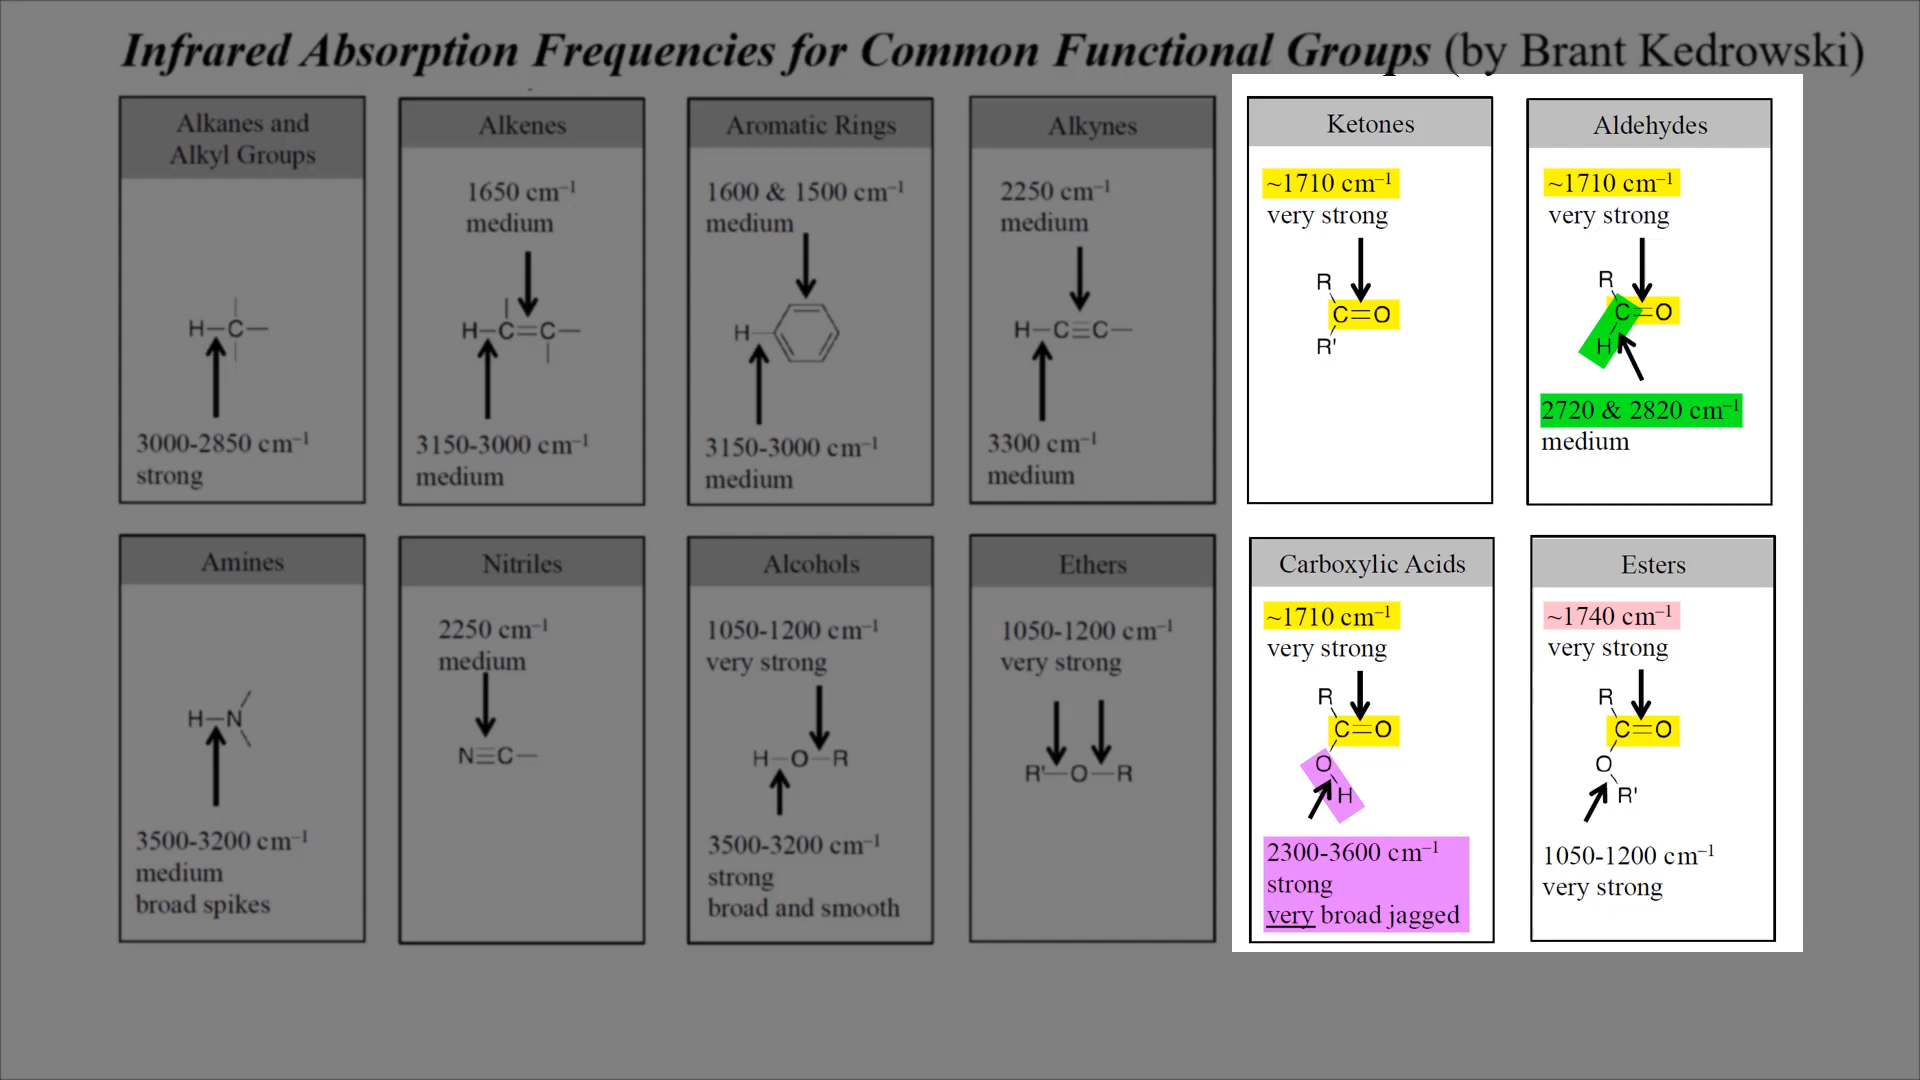 Infrared Absorption Frequencies for Common Functional Groups (by Brant Kedrowski)
Alkanes and
Alkyl Groups
H–C–
3000-2850 cm⁻¹
strong
Alkenes
1650 cm⁻¹
medium
H–C=C–
3150-3000 cm⁻¹
medium
Aromatic Rings
1600 & 1500 cm⁻¹
medium
H
3150-3000 cm⁻¹
medium
Alkynes
2250 cm⁻¹
medium
H–C≡C–
3300 cm⁻¹
medium
Ketones
~1710 cm⁻¹
very strong
R
C=O
R'
Aldehydes
~1710 cm⁻¹
very strong
R
C=O
H
2720 & 2820 cm⁻¹
medium
Amines
H–N
3500-3200 cm⁻¹
medium
broad spikes
Nitriles
2250 cm⁻¹
medium
N≡C–
Alcohols
1050-1200 cm⁻¹
very strong
H–O–R
3500-3200 cm⁻¹
strong
broad and smooth
Ethers
1050-1200 cm⁻¹
very strong
R'–O–R
Carboxylic Acids
~1710 cm⁻¹
very strong
R
C=O
O
H
2300-3600 cm⁻¹
strong
very broad jagged
Esters
~1740 cm⁻¹
very strong
R
C=O
O
R'
1050-1200 cm⁻¹
very strong